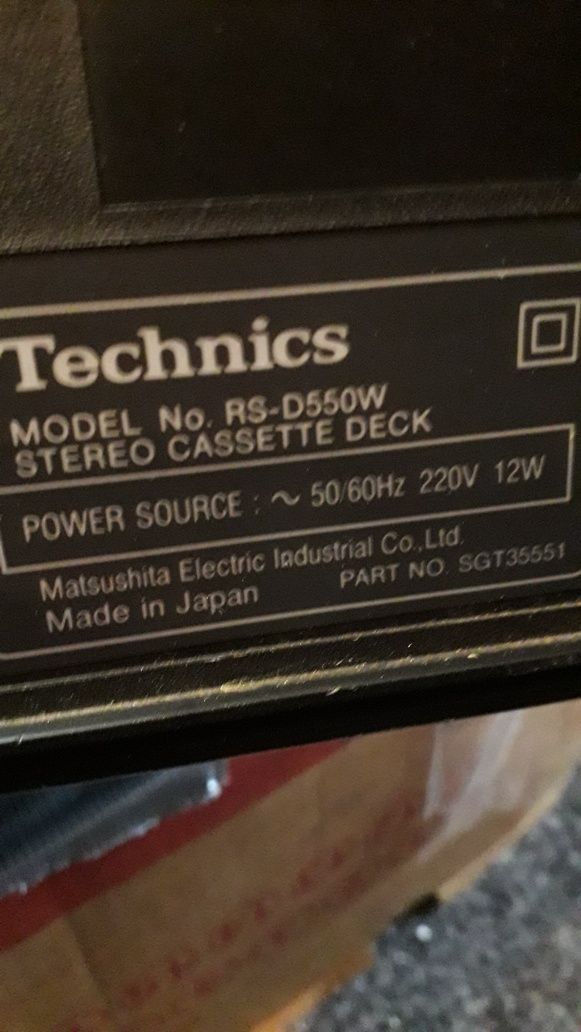 Technics
MODEL No. RS-D550W
STEREO CASSETTE DECK
POWER SOURCE : ～ 50/60Hz 220V 12W
Matsushita Electric Industrial Co.,Ltd.
Made in Japan PART NO. SGT35551